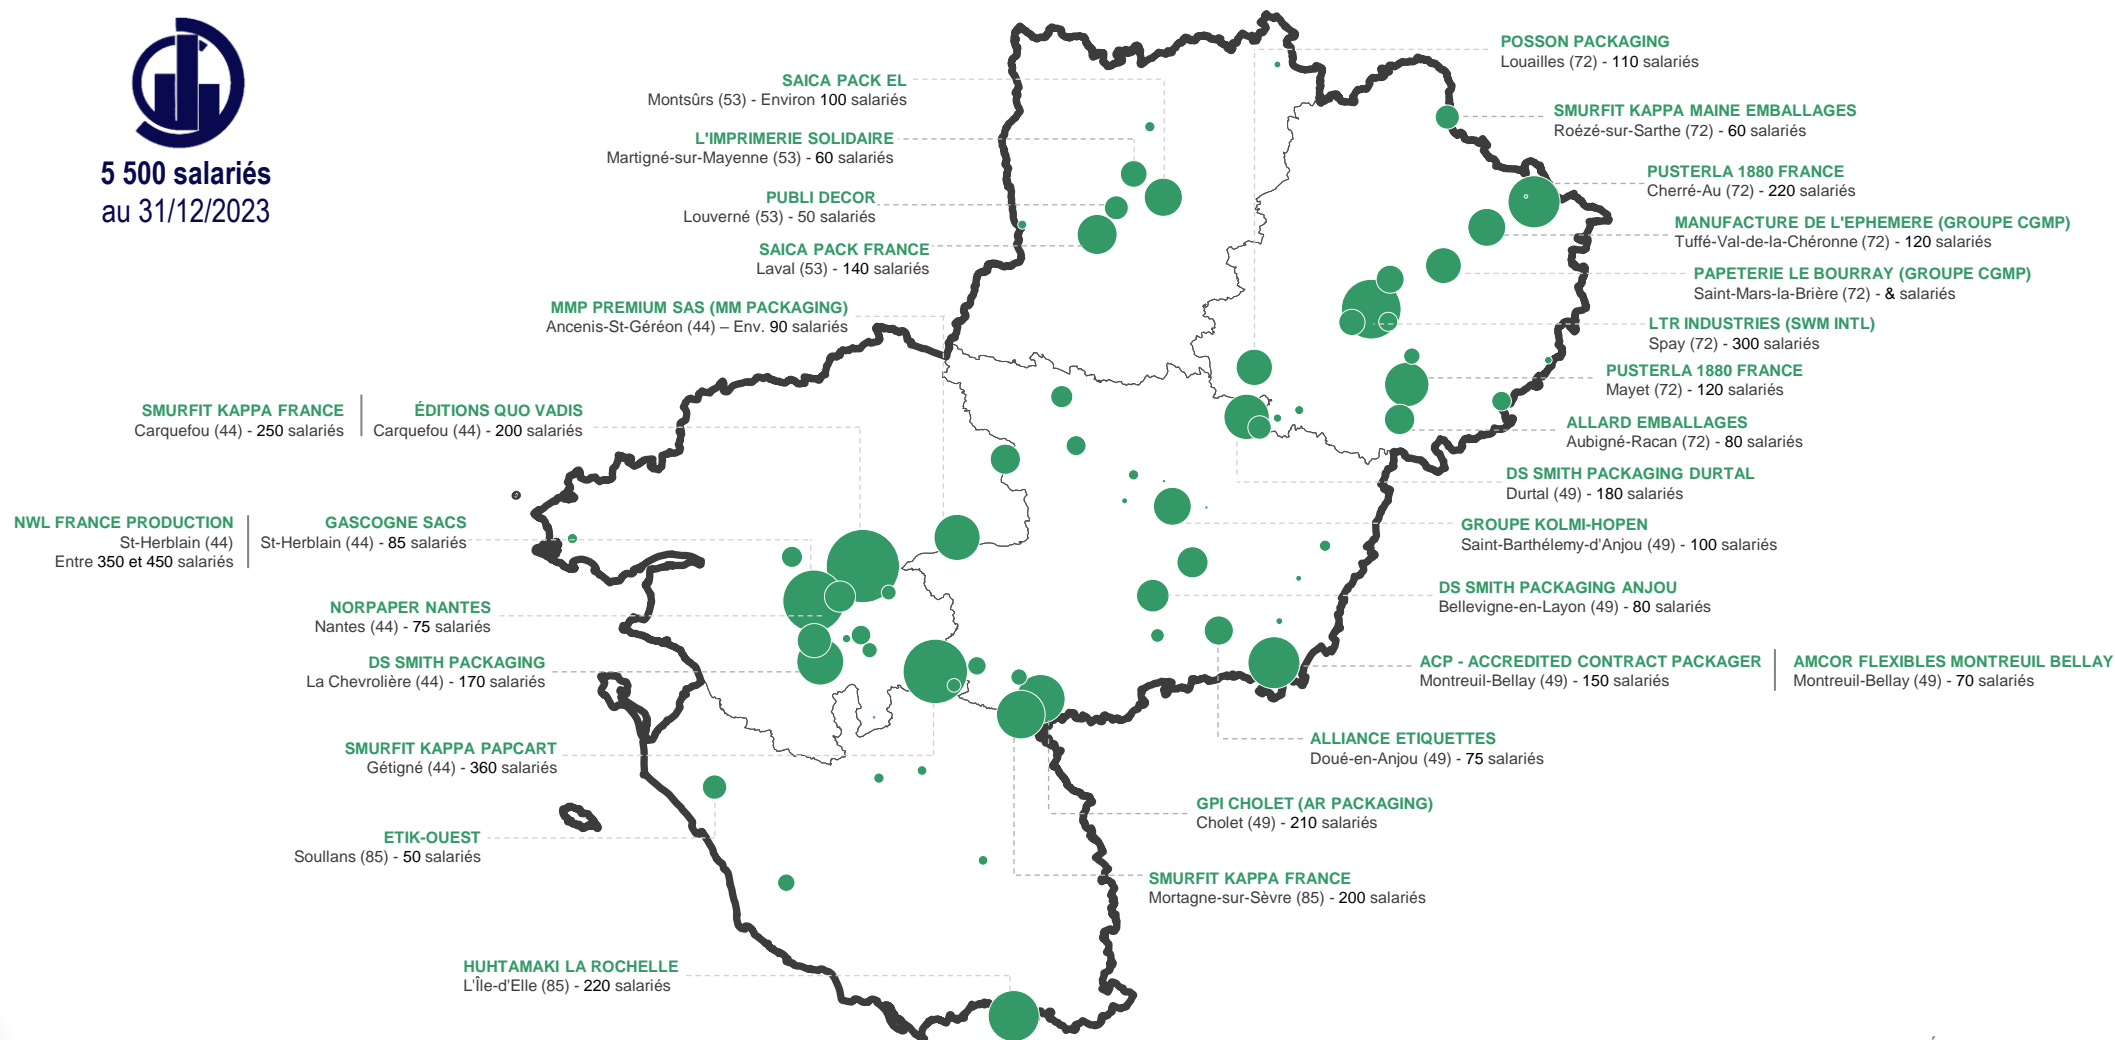 5 500 salariés
au 31/12/2023
SAICA PACK EL
Montsûrs (53) - Environ 100 salariés
L'IMPRIMERIE SOLIDAIRE
Martigné-sur-Mayenne (53) - 60 salariés
PUBLI DECOR
Louverné (53) - 50 salariés
SAICA PACK FRANCE
Laval (53) - 140 salariés
MMP PREMIUM SAS (MM PACKAGING)
Ancenis-St-Géréon (44) – Env. 90 salariés
SMURFIT KAPPA FRANCE
Carquefou (44) - 250 salariés
ÉDITIONS QUO VADIS
Carquefou (44) - 200 salariés
NWL FRANCE PRODUCTION
St-Herblain (44)
Entre 350 et 450 salariés
GASCOGNE SACS
St-Herblain (44) - 85 salariés
NORPAPER NANTES
Nantes (44) - 75 salariés
DS SMITH PACKAGING
La Chevrolière (44) - 170 salariés
SMURFIT KAPPA PAPCART
Gétigné (44) - 360 salariés
ETIK-OUEST
Soullans (85) - 50 salariés
HUHTAMAKI LA ROCHELLE
L'Île-d'Elle (85) - 220 salariés
POSSON PACKAGING
Louailles (72) - 110 salariés
SMURFIT KAPPA MAINE EMBALLAGES
Roézé-sur-Sarthe (72) - 60 salariés
PUSTERLA 1880 FRANCE
Cherré-Au (72) - 220 salariés
MANUFACTURE DE L'EPHEMERE (GROUPE CGMP)
Tuffé-Val-de-la-Chéronne (72) - 120 salariés
PAPETERIE LE BOURRAY (GROUPE CGMP)
Saint-Mars-la-Brière (72) - & salariés
LTR INDUSTRIES (SWM INTL)
Spay (72) - 300 salariés
PUSTERLA 1880 FRANCE
Mayet (72) - 120 salariés
ALLARD EMBALLAGES
Aubigné-Racan (72) - 80 salariés
DS SMITH PACKAGING DURTAL
Durtal (49) - 180 salariés
GROUPE KOLMI-HOPEN
Saint-Barthélemy-d'Anjou (49) - 100 salariés
DS SMITH PACKAGING ANJOU
Bellevigne-en-Layon (49) - 80 salariés
ACP - ACCREDITED CONTRACT PACKAGER
Montreuil-Bellay (49) - 150 salariés
AMCOR FLEXIBLES MONTREUIL BELLAY
Montreuil-Bellay (49) - 70 salariés
ALLIANCE ETIQUETTES
Doué-en-Anjou (49) - 75 salariés
GPI CHOLET (AR PACKAGING)
Cholet (49) - 210 salariés
SMURFIT KAPPA FRANCE
Mortagne-sur-Sèvre (85) - 200 salariés